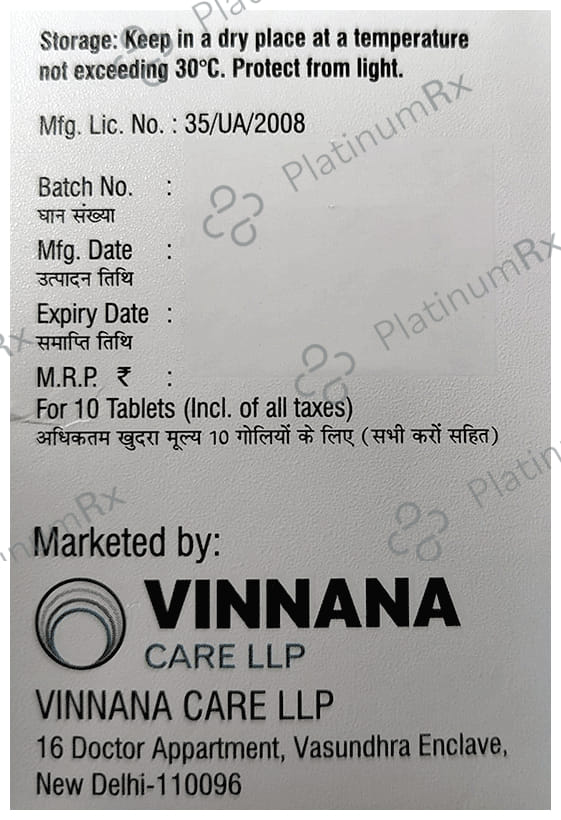 Storage: Keep in a dry place at a temperature
not exceeding 30°C. Protect from light.
Mfg. Lic. No. : 35/UA/2008
Batch No. :
घान संख्या
Mfg. Date :
उत्पादन तिथि
Expiry Date :
समाप्ति तिथि
M.R.P. ₹ :
For 10 Tablets (Incl. of all taxes)
अधिकतम खुदरा मूल्य 10 गोलियों के लिए (सभी करों सहित)
Marketed by:
VINNANA
CARE LLP
VINNANA CARE LLP
16 Doctor Appartment, Vasundhra Enclave,
New Delhi-110096
PlatinumRx
PlatinumRx